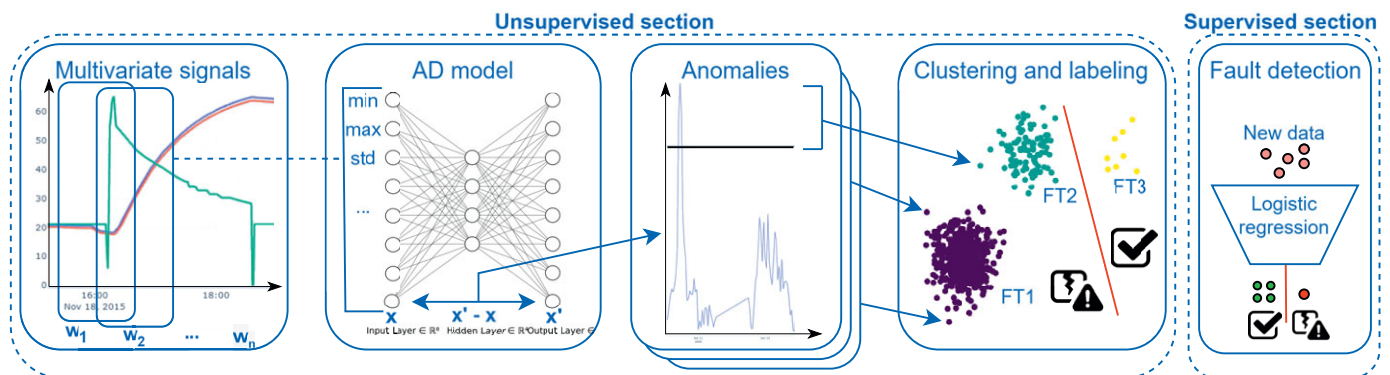 Unsupervised section
Supervised section
Multivariate signals
60
50
40
30
20
10
0
16:00
18:00
Nov 18, 2015
w1
w2
...
wn
AD model
min
max
std
...
x
x' - x
x'
Input Layer ∈ ℝ⁸ Hidden Layer ∈ ℝ⁴ Output Layer ∈
Anomalies
Clustering and labeling
FT2
FT3
FT1
Fault detection
New data
Logistic
regression